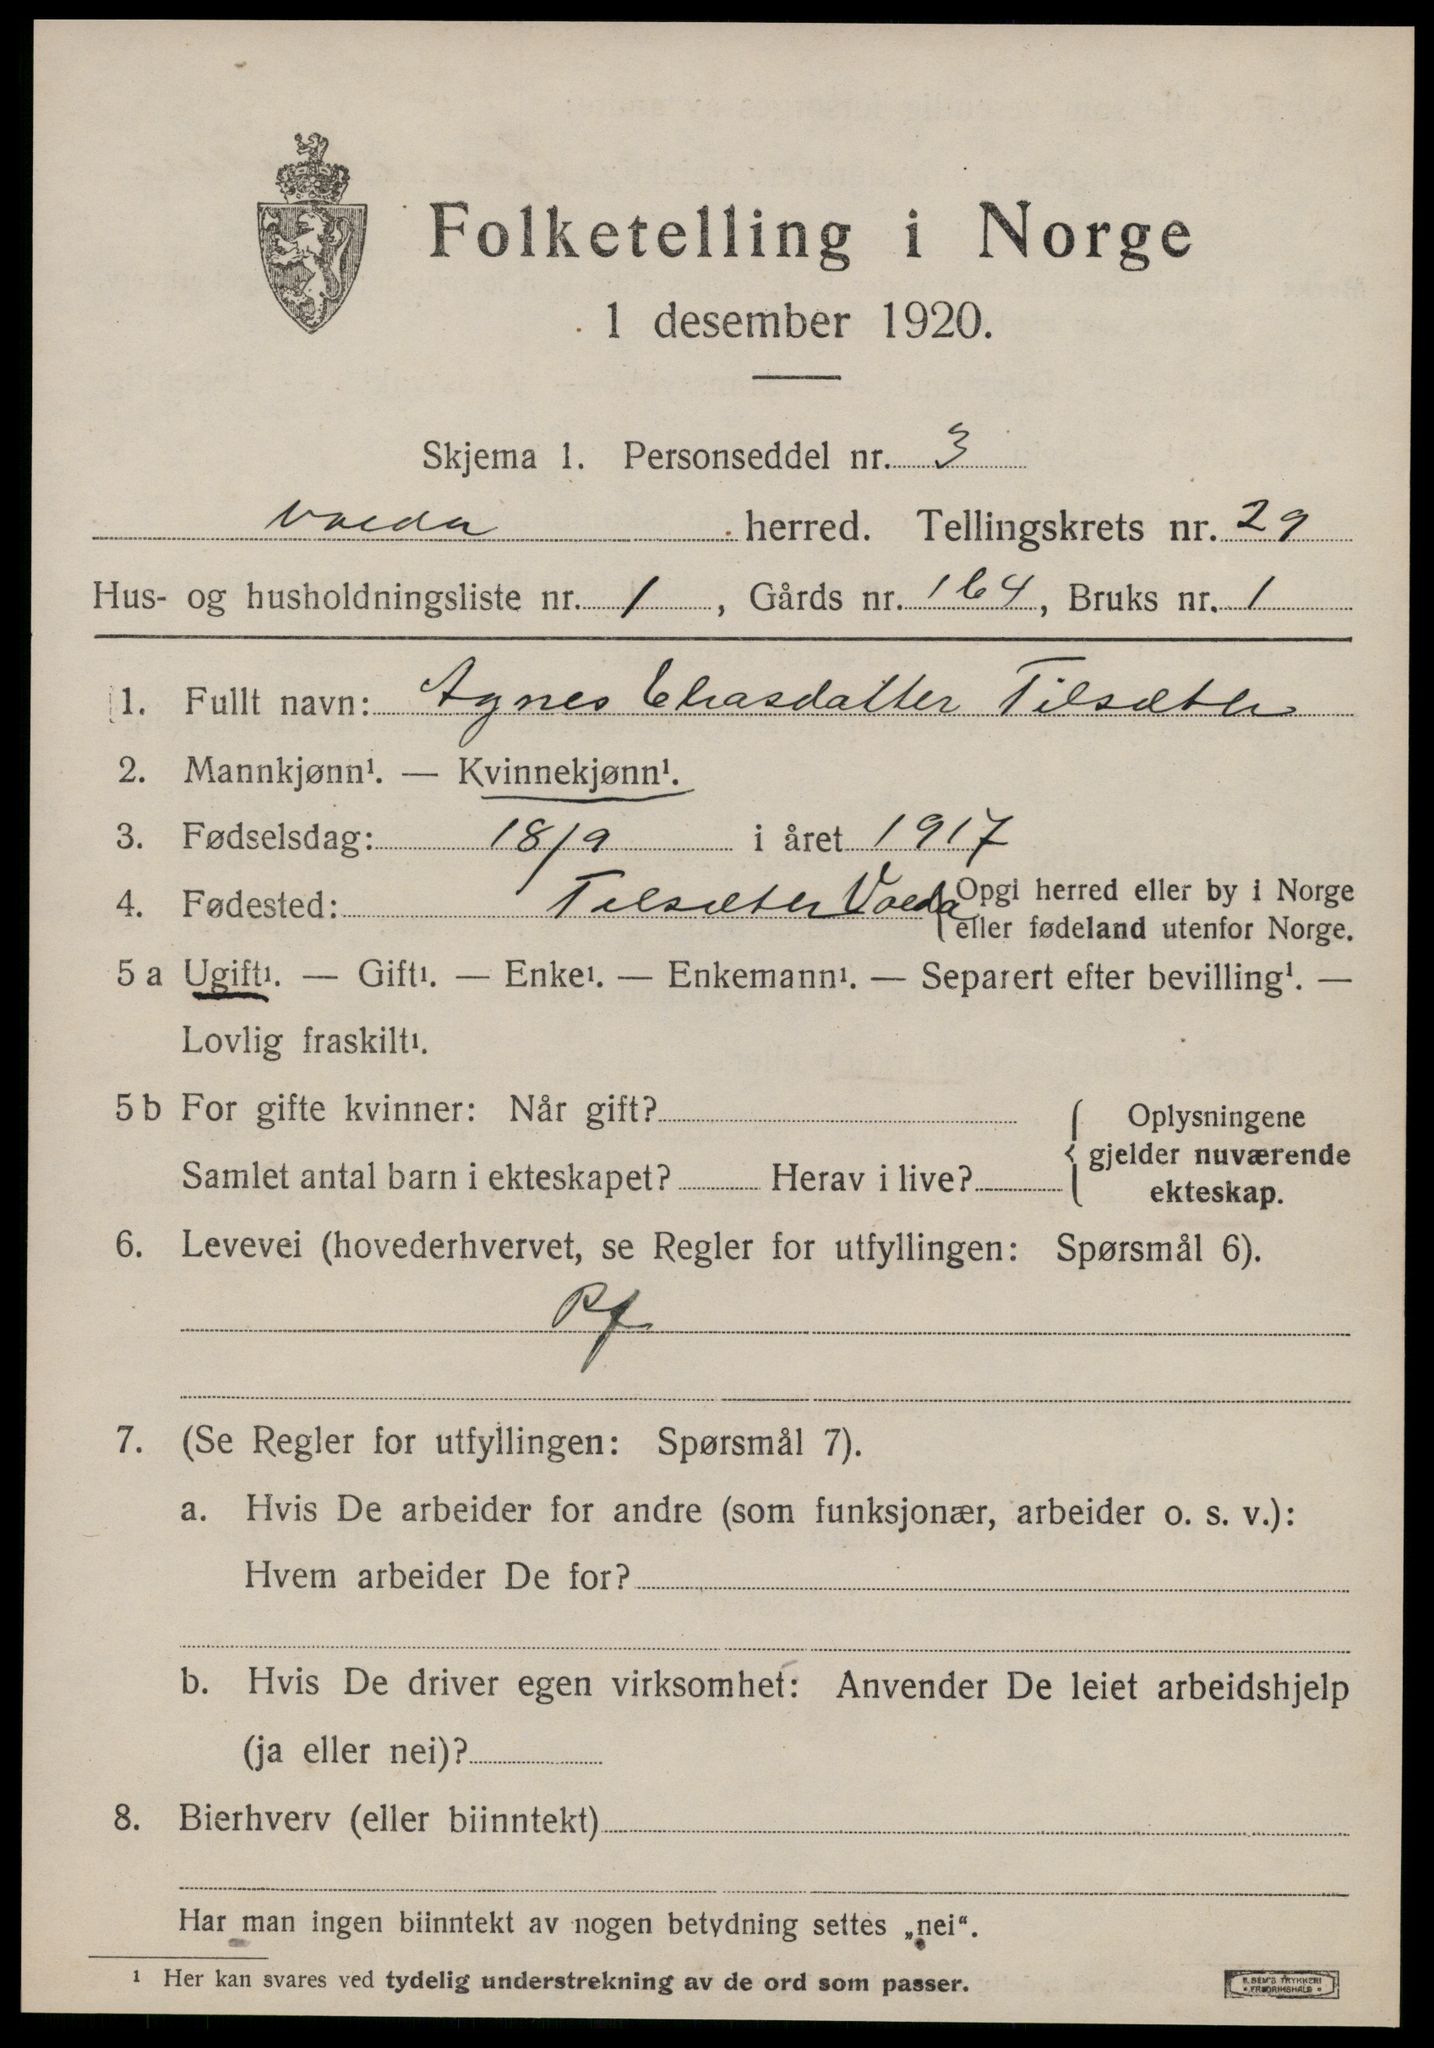 Folketelling i Norge
1 desember 1920.
Skjema 1. Personseddel nr. 3
Volda herred. Tellingskrets nr. 29
Hus- og husholdningsliste nr. 1, Gårds nr. 164, Bruks nr. 1
1. Fullt navn: Agnes Eliasdatter Tilsæter
2. Mannkjønn¹. — Kvinnekjønn¹.
3. Fødselsdag: 18/9 i året 1917
4. Fødested: Tilsæter Volda { Opgi herred eller by i Norge
eller fødeland utenfor Norge.
5 a Ugift¹. — Gift¹. — Enke¹. — Enkemann¹. — Separert efter bevilling¹. —
Lovlig fraskilt¹.
5 b For gifte kvinner: Når gift?
Samlet antal barn i ekteskapet? Herav i live?
{ Oplysningene
gjelder nuværende
ekteskap.
6. Levevei (hovederhvervet, se Regler for utfyllingen: Spørsmål 6).
Pf
7. (Se Regler for utfyllingen: Spørsmål 7).
a. Hvis De arbeider for andre (som funksjonær, arbeider o. s. v.):
Hvem arbeider De for?
b. Hvis De driver egen virksomhet: Anvender De leiet arbeidshjelp
(ja eller nei)?
8. Bierhverv (eller biinntekt)
Har man ingen biinntekt av nogen betydning settes „nei“.
¹ Her kan svares ved tydelig understrekning av de ord som passer.
E. SEM'S TRYKKERI
FREDRIKSHALD